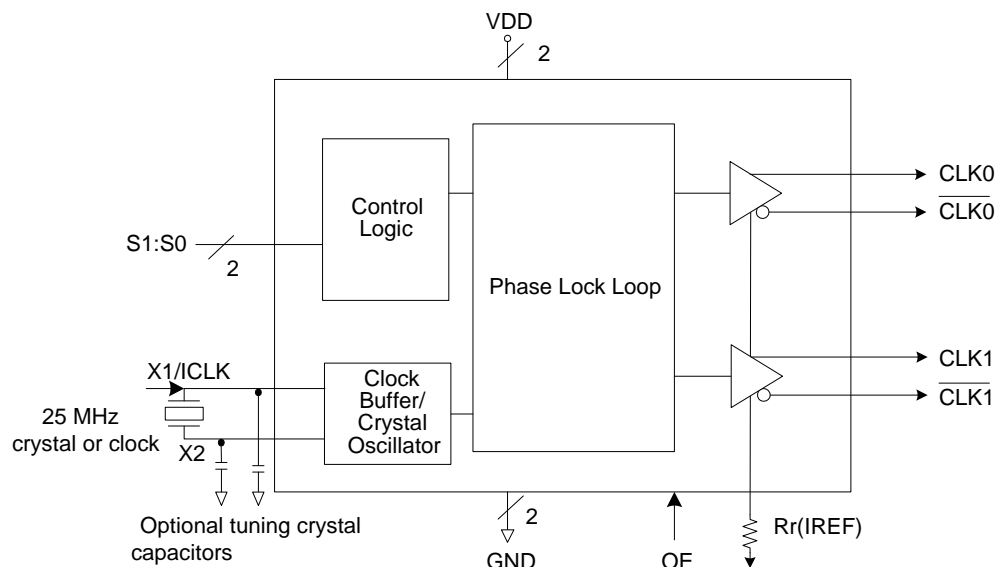 VDD
2
Control
Logic
S1:S0
2
Phase Lock Loop
CLK0
CLK0
CLK1
CLK1
X1/ICLK
25 MHz
crystal or clock
X2
Clock
Buffer/
Crystal
Oscillator
Optional tuning crystal
capacitors
2
GND
OE
Rr(IREF)